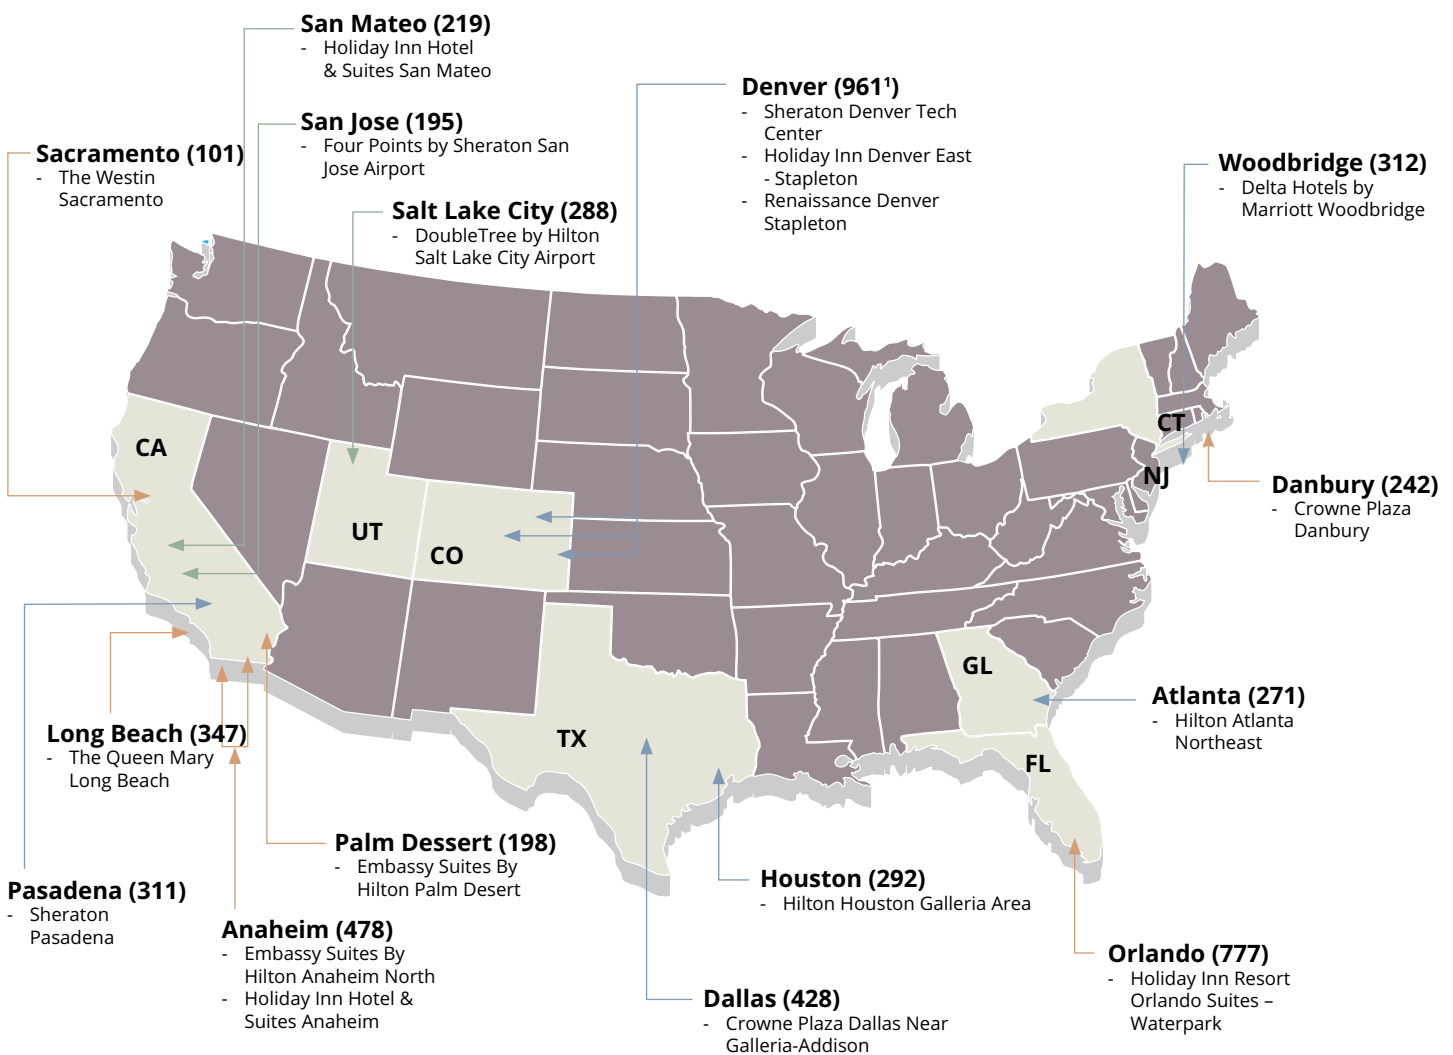 San Mateo (219)
- Holiday Inn Hotel
& Suites San Mateo
San Jose (195)
- Four Points by Sheraton San
Jose Airport
Sacramento (101)
- The Westin
Sacramento
Salt Lake City (288)
- DoubleTree by Hilton
Salt Lake City Airport
Denver (961¹)
- Sheraton Denver Tech
Center
- Holiday Inn Denver East
- Stapleton
- Renaissance Denver
Stapleton
Woodbridge (312)
- Delta Hotels by
Marriott Woodbridge
CA
UT
CO
CT
NJ
Danbury (242)
- Crowne Plaza
Danbury
GL
TX
FL
Atlanta (271)
- Hilton Atlanta
Northeast
Long Beach (347)
- The Queen Mary
Long Beach
Palm Dessert (198)
- Embassy Suites By
Hilton Palm Desert
Pasadena (311)
- Sheraton
Pasadena
Anaheim (478)
- Embassy Suites By
Hilton Anaheim North
- Holiday Inn Hotel &
Suites Anaheim
Houston (292)
- Hilton Houston Galleria Area
Dallas (428)
- Crowne Plaza Dallas Near
Galleria-Addison
Orlando (777)
- Holiday Inn Resort
Orlando Suites –
Waterpark